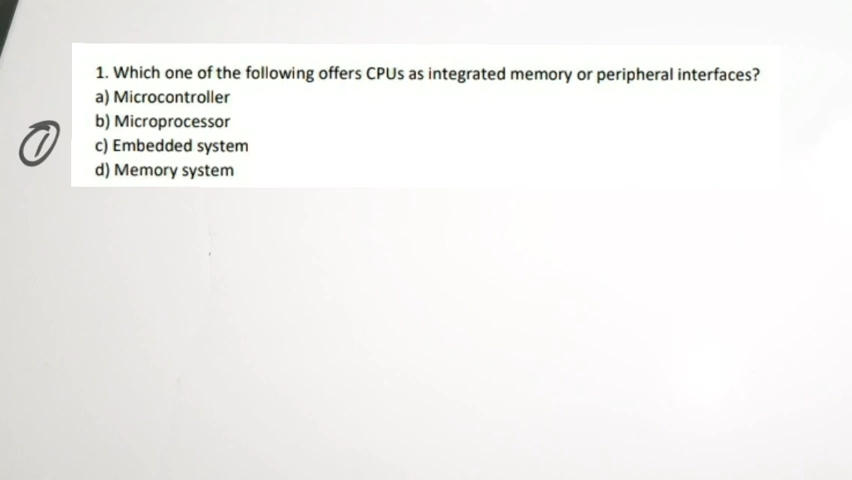 1. Which one of the following offers CPUs as integrated memory or peripheral interfaces?
a) Microcontroller
b) Microprocessor
1
c) Embedded system
d) Memory system